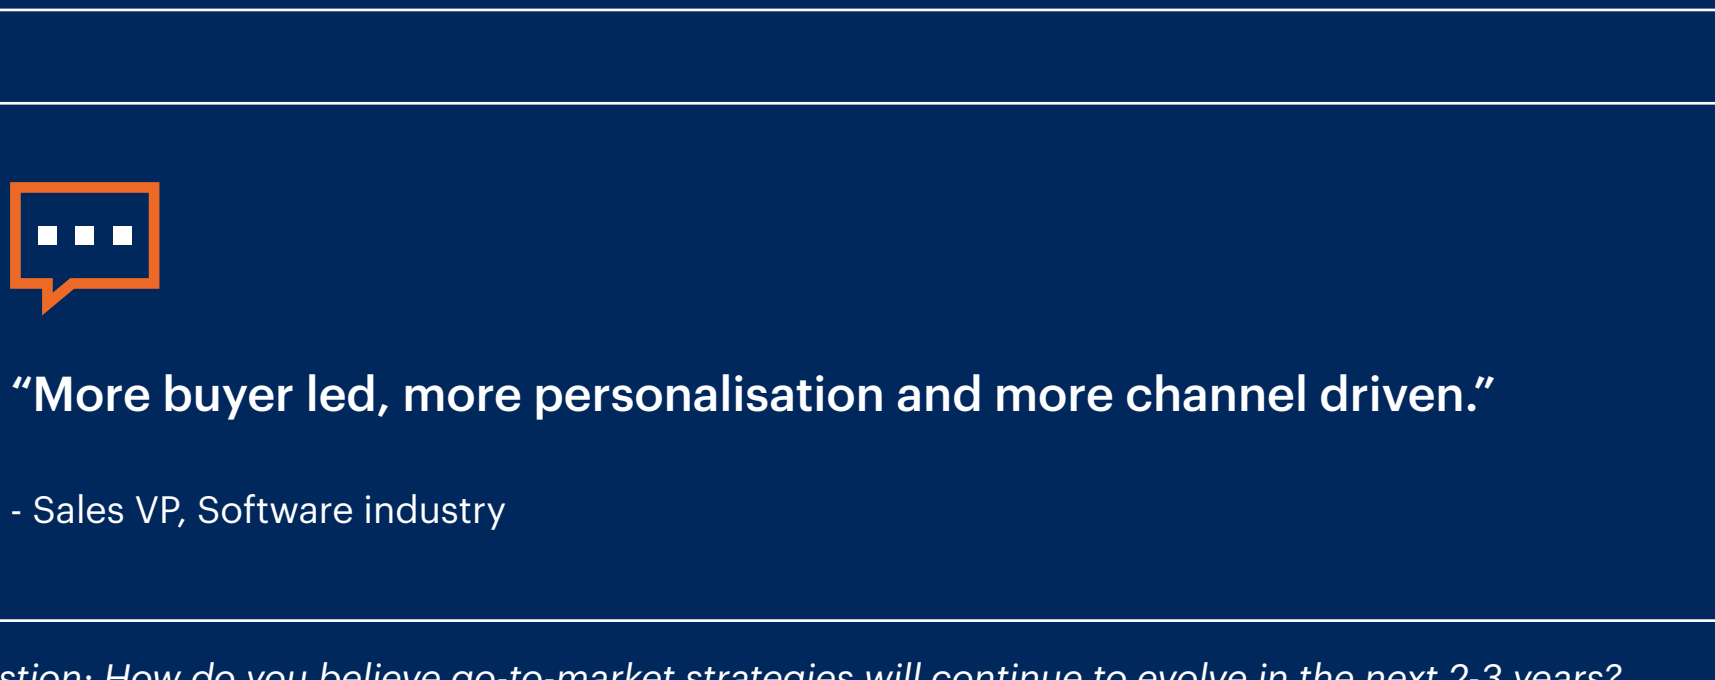 “More buyer led, more personalisation and more channel driven.”
- Sales VP, Software industry
stion: How do you believe go-to-market strategies will continue to evolve in the next 2-3 years?